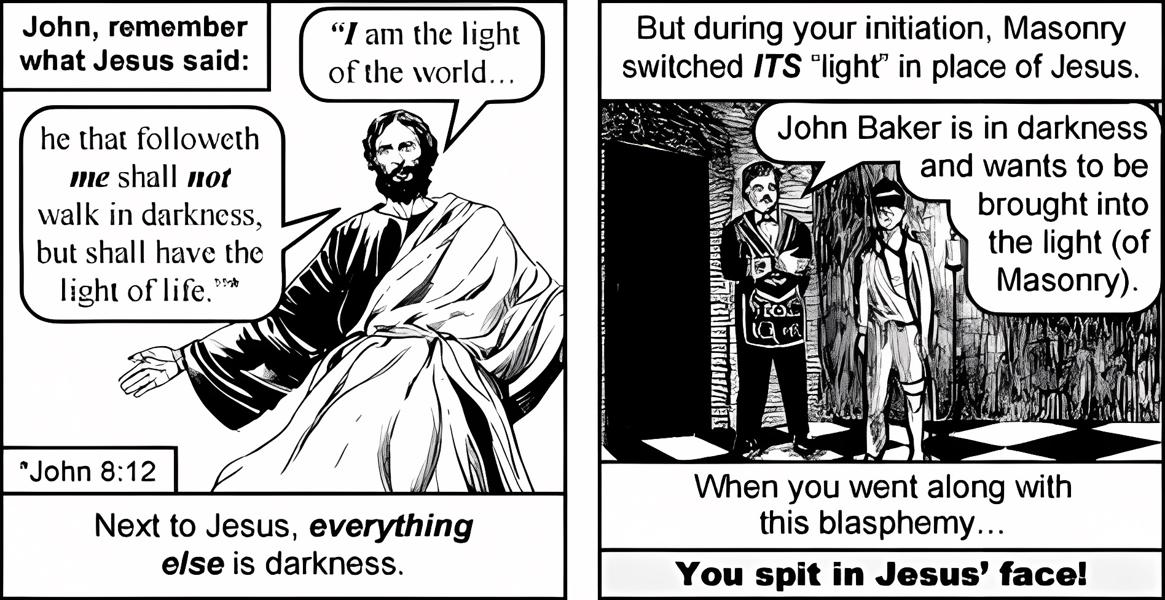 John, remember
what Jesus said:
"I am the light
of the world...
he that followeth
me shall not
walk in darkness,
but shall have the
light of life."
"John 8:12
Next to Jesus, everything
else is darkness.
But during your initiation, Masonry
switched ITS "light" in place of Jesus.
John Baker is in darkness
and wants to be
brought into
the light (of
Masonry).
When you went along with
this blasphemy...
You spit in Jesus' face!